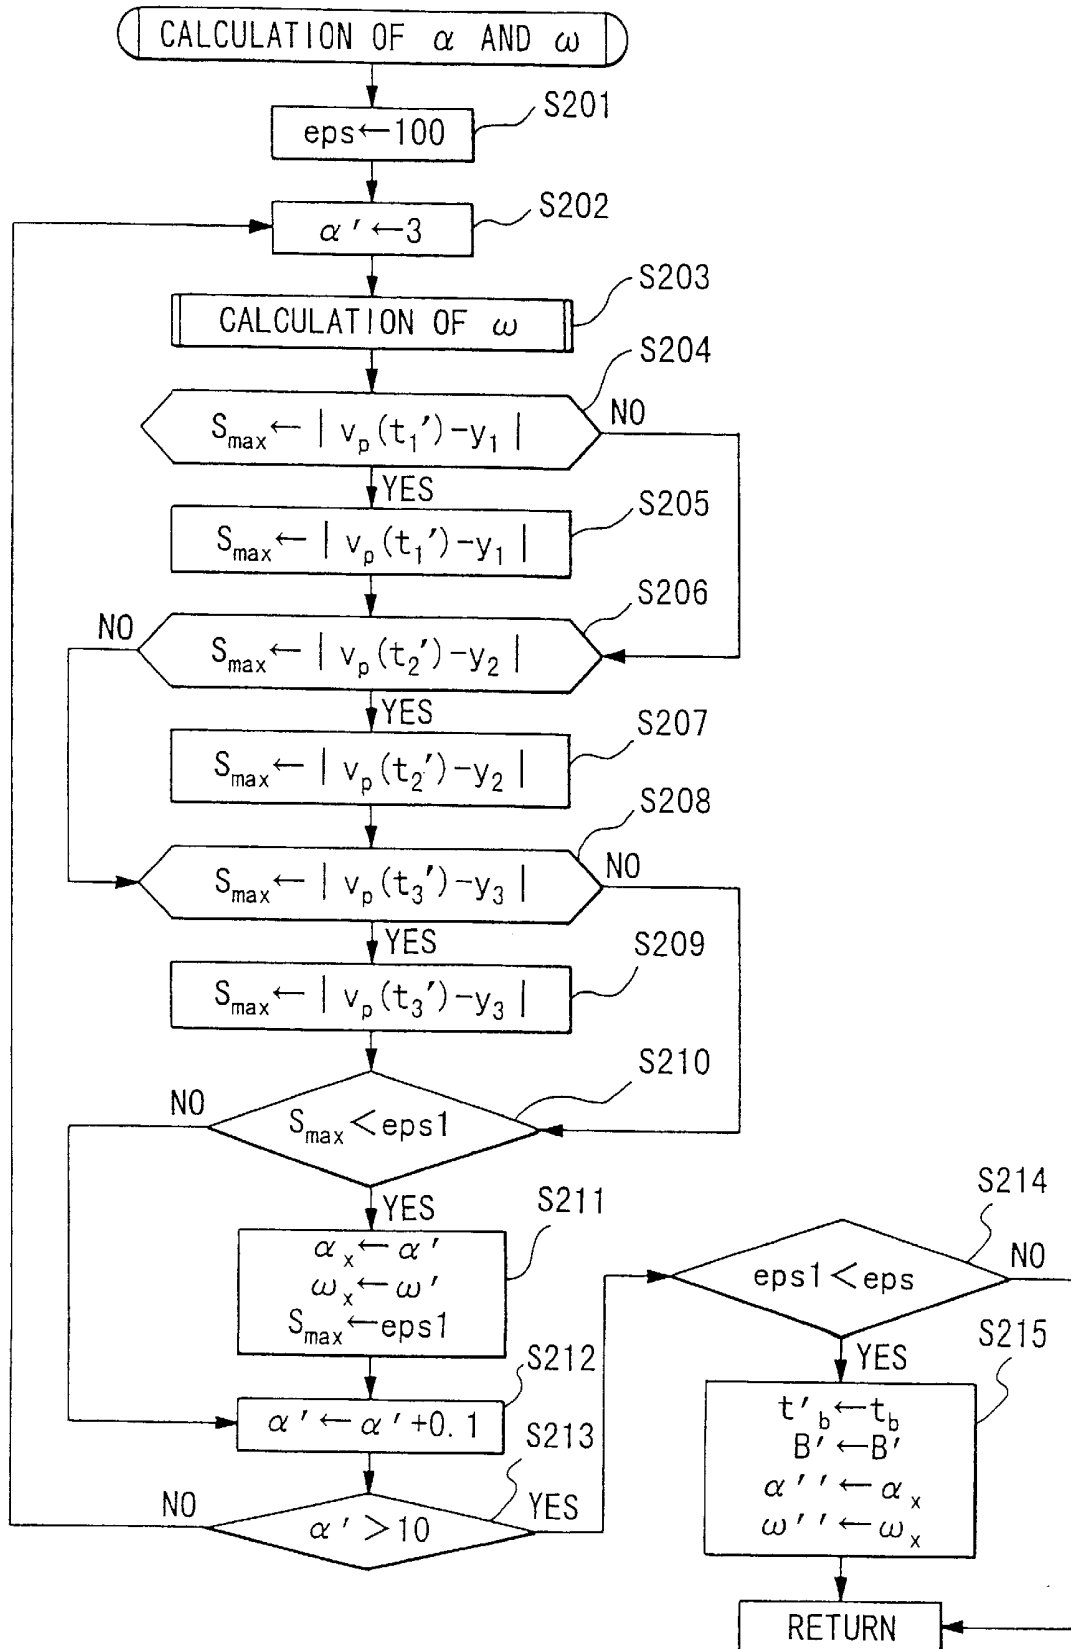 CALCULATION OF α AND ω
S201
eps←100
S202
α'←3
S203
CALCULATION OF ω
S204
Smax←|vp(t1')-y1|
NO
YES
S205
Smax←|vp(t1')-y1|
S206
NO
Smax←|vp(t2')-y2|
YES
S207
Smax←|vp(t2')-y2|
S208
Smax←|vp(t3')-y3|
NO
YES
S209
Smax←|vp(t3')-y3|
S210
NO
Smax<eps1
YES
S211
αx←α'
ωx←ω'
Smax←eps1
S212
α'←α'+0.1
S213
NO
α'>10
YES
S214
eps1<eps
NO
YES
S215
t'b←tb
B'←B'
α''←αx
ω''←ωx
RETURN